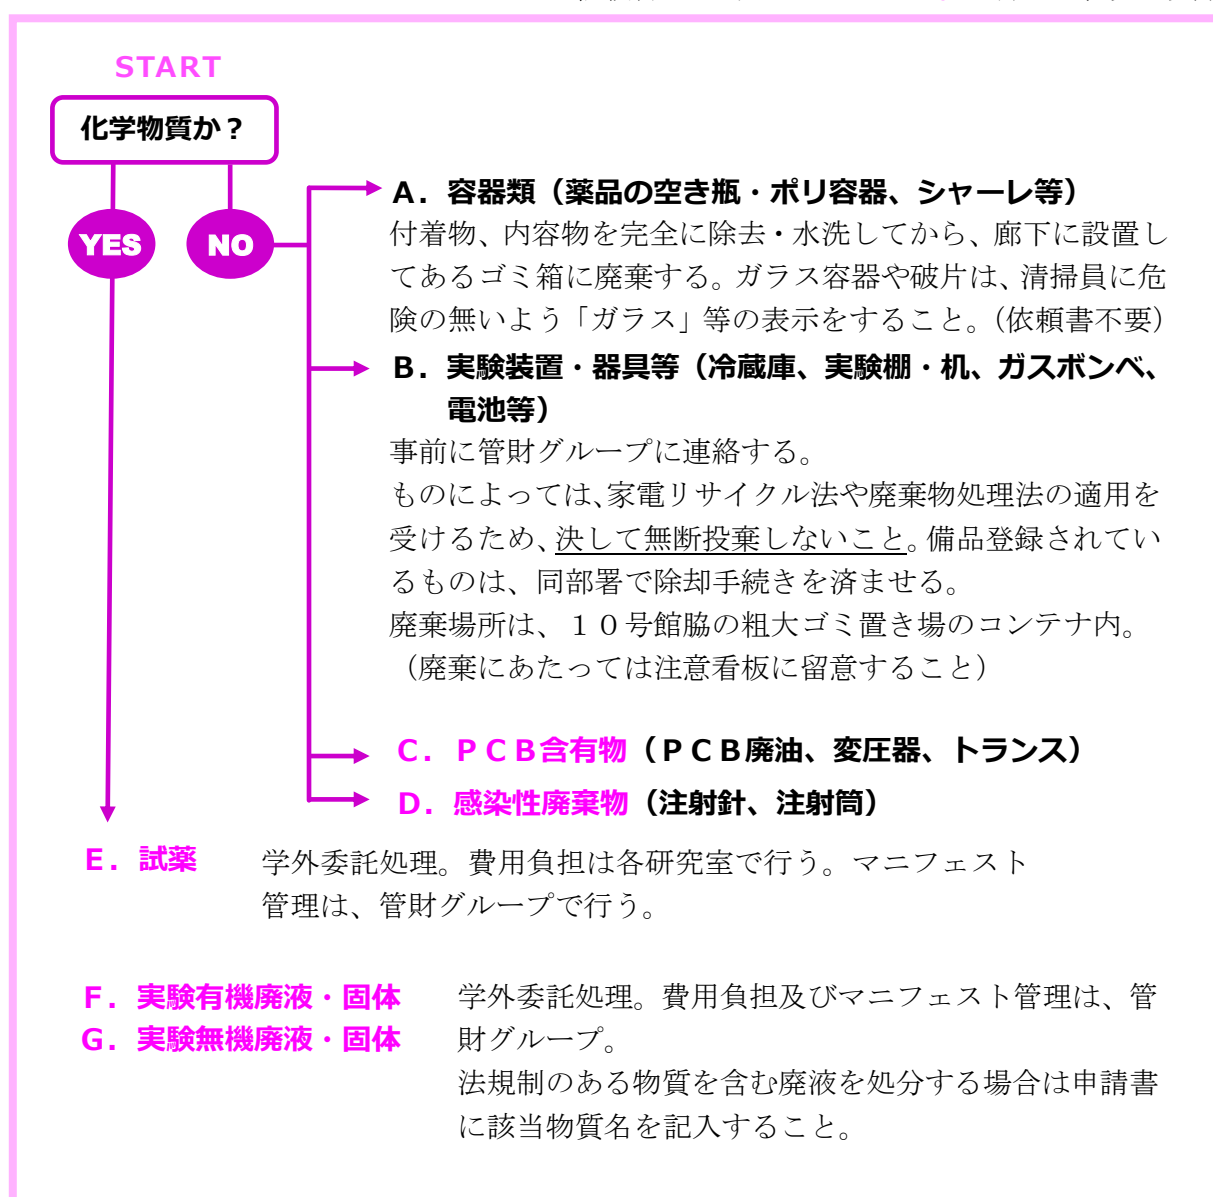 START
化学物質か？
YES
NO
Ａ．容器類（薬品の空き瓶・ポリ容器、シャーレ等）
付着物、内容物を完全に除去・水洗してから、廊下に設置し
てあるゴミ箱に廃棄する。ガラス容器や破片は、清掃員に危
険の無いよう「ガラス」等の表示をすること。（依頼書不要）
Ｂ．実験装置・器具等（冷蔵庫、実験棚・机、ガスボンベ、
電池等）
事前に管財グループに連絡する。
ものによっては、家電リサイクル法や廃棄物処理法の適用を
受けるため、決して無断投棄しないこと。備品登録されてい
るものは、同部署で除却手続きを済ませる。
廃棄場所は、１０号館脇の粗大ゴミ置き場のコンテナ内。
（廃棄にあたっては注意看板に留意すること）
Ｃ．ＰＣＢ含有物（ＰＣＢ廃油、変圧器、トランス）
Ｄ．感染性廃棄物（注射針、注射筒）
Ｅ．試薬
学外委託処理。費用負担は各研究室で行う。マニフェスト
管理は、管財グループで行う。
Ｆ．実験有機廃液・固体
Ｇ．実験無機廃液・固体
学外委託処理。費用負担及びマニフェスト管理は、管
財グループ。
法規制のある物質を含む廃液を処分する場合は申請書
に該当物質名を記入すること。